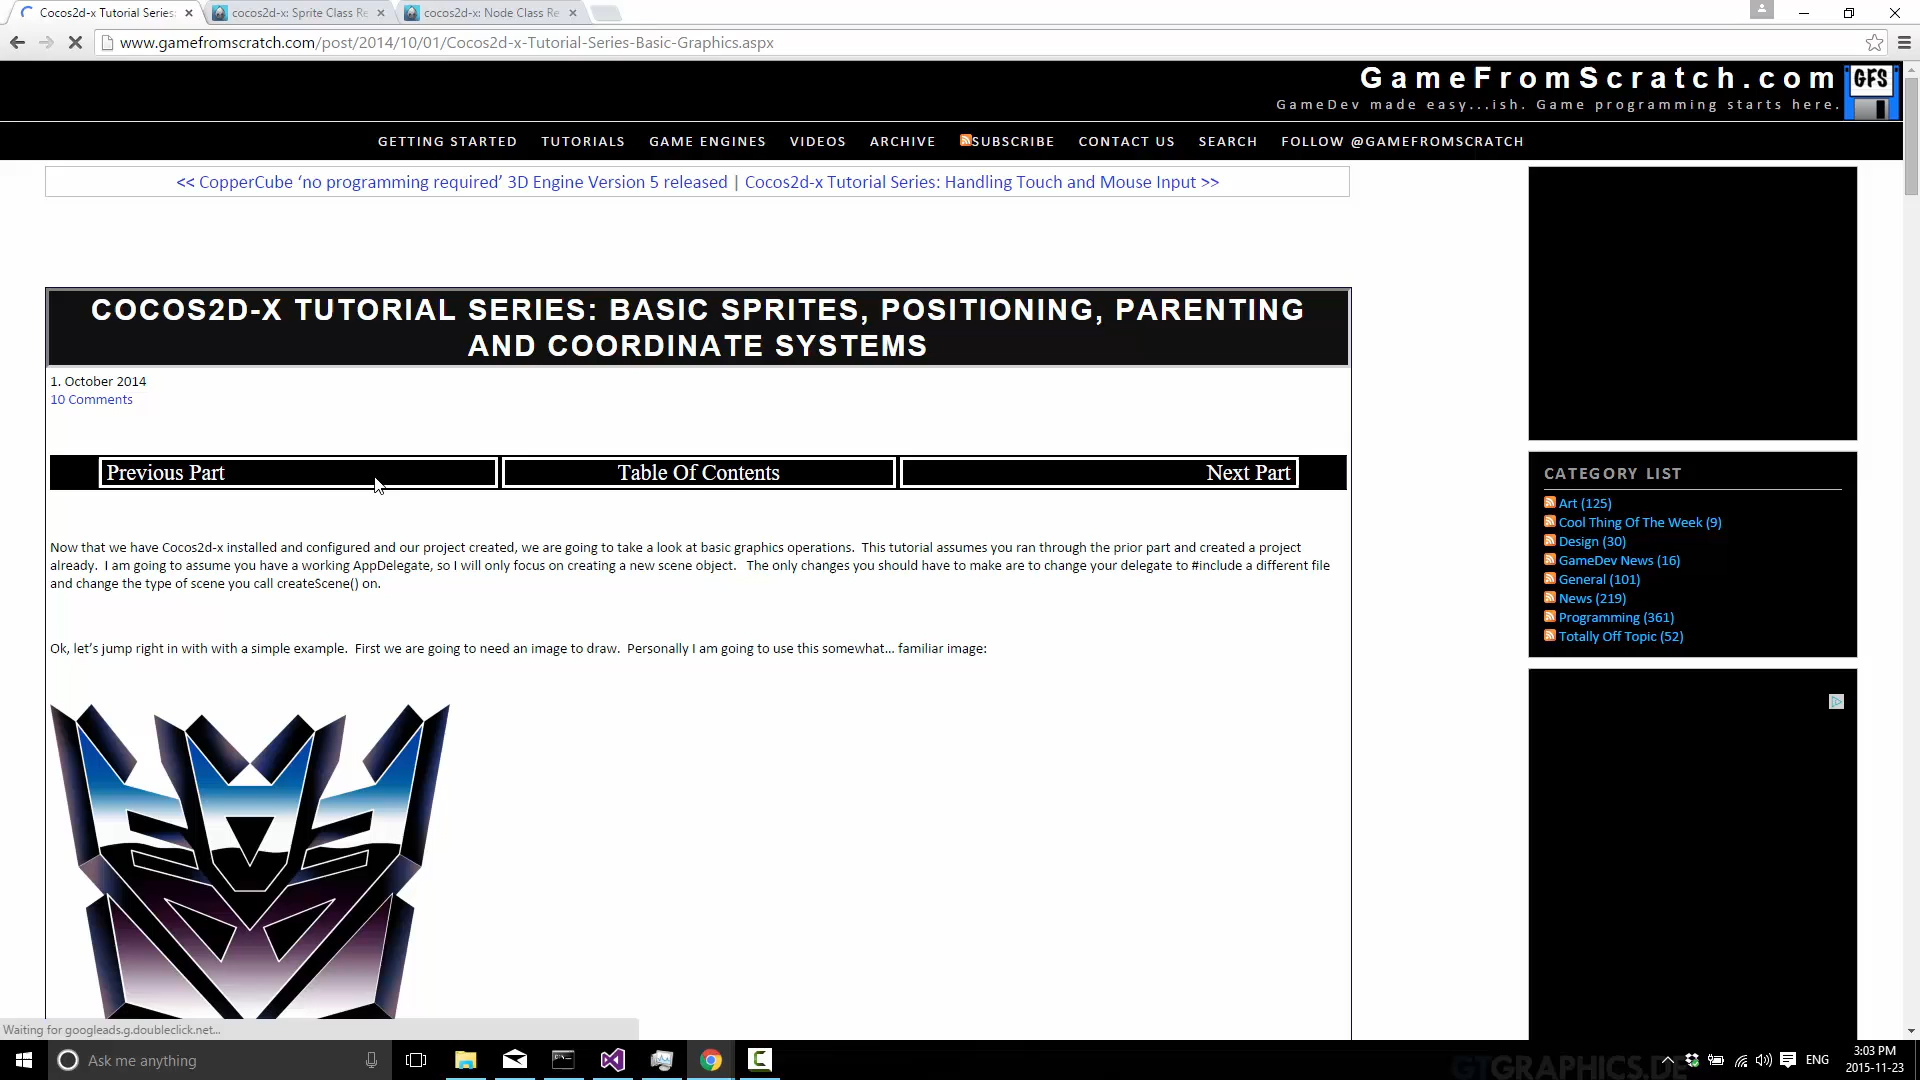 Cocos2d-x Tutorial Series:
cocos2d-x: Sprite Class Re
cocos2d-x: Node Class Re
www.gamefromscratch.com/post/2014/10/01/Cocos2d-x-Tutorial-Series-Basic-Graphics.aspx
GameFromScratch.com
GFS
GameDev made easy...ish. Game programming starts here.
GETTING STARTED TUTORIALS GAME ENGINES VIDEOS ARCHIVE SUBSCRIBE CONTACT US SEARCH FOLLOW @GAMEFROMSCRATCH
<< CopperCube ‘no programming required’ 3D Engine Version 5 released | Cocos2d-x Tutorial Series: Handling Touch and Mouse Input >>
COCOS2D-X TUTORIAL SERIES: BASIC SPRITES, POSITIONING, PARENTING
AND COORDINATE SYSTEMS
1. October 2014
10 Comments
Previous Part
Table Of Contents
Next Part
Now that we have Cocos2d-x installed and configured and our project created, we are going to take a look at basic graphics operations. This tutorial assumes you ran through the prior part and created a project
already. I am going to assume you have a working AppDelegate, so I will only focus on creating a new scene object. The only changes you should have to make are to change your delegate to #include a different file
and change the type of scene you call createScene() on.
Ok, let’s jump right in with with a simple example. First we are going to need an image to draw. Personally I am going to use this somewhat… familiar image:
CATEGORY LIST
Art (125)
Cool Thing Of The Week (9)
Design (30)
GameDev News (16)
General (101)
News (219)
Programming (361)
Totally Off Topic (52)
Waiting for googleads.g.doubleclick.net...
Ask me anything
GTGRAPHICS.DE
ENG
3:03 PM
2015-11-23